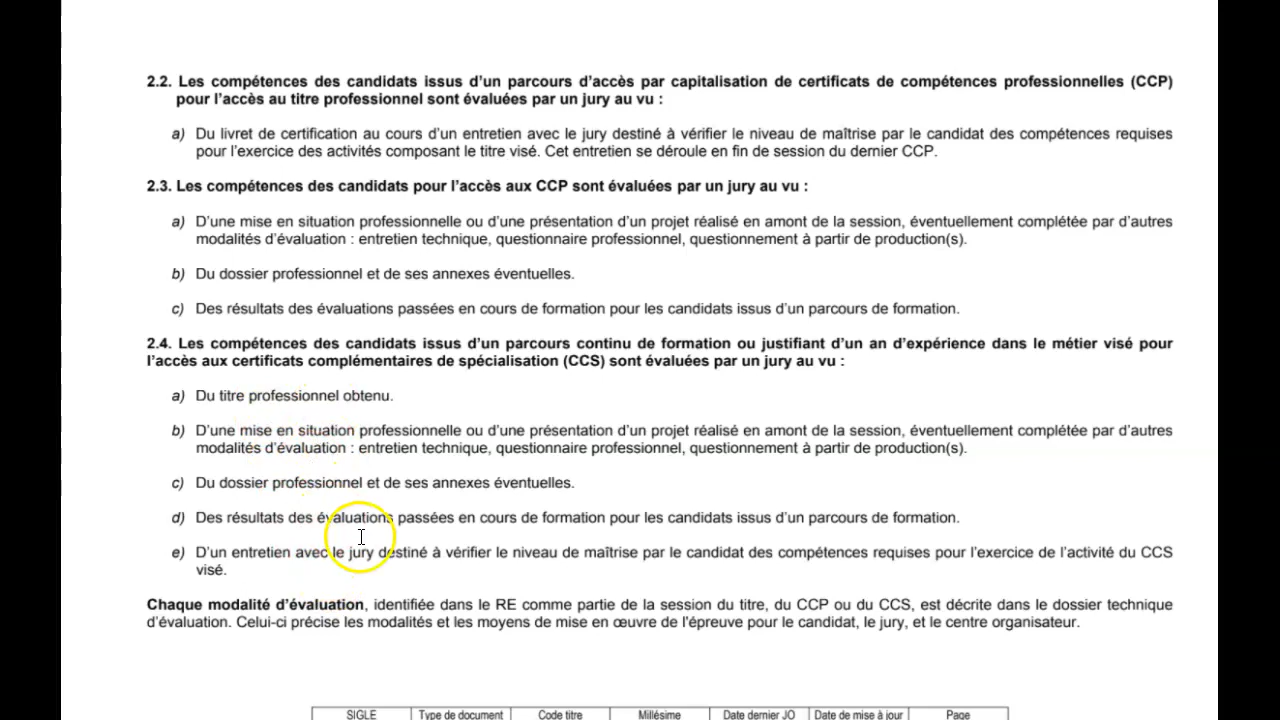 2.2. Les compétences des candidats issus d’un parcours d’accès par capitalisation de certificats de compétences professionnelles (CCP)
pour l’accès au titre professionnel sont évaluées par un jury au vu :
a) Du livret de certification au cours d’un entretien avec le jury destiné à vérifier le niveau de maîtrise par le candidat des compétences requises
pour l’exercice des activités composant le titre visé. Cet entretien se déroule en fin de session du dernier CCP.
2.3. Les compétences des candidats pour l’accès aux CCP sont évaluées par un jury au vu :
a) D’une mise en situation professionnelle ou d’une présentation d’un projet réalisé en amont de la session, éventuellement complétée par d’autres
modalités d’évaluation : entretien technique, questionnaire professionnel, questionnement à partir de production(s).
b) Du dossier professionnel et de ses annexes éventuelles.
c) Des résultats des évaluations passées en cours de formation pour les candidats issus d’un parcours de formation.
2.4. Les compétences des candidats issus d’un parcours continu de formation ou justifiant d’un an d’expérience dans le métier visé pour
l’accès aux certificats complémentaires de spécialisation (CCS) sont évaluées par un jury au vu :
a) Du titre professionnel obtenu.
b) D’une mise en situation professionnelle ou d’une présentation d’un projet réalisé en amont de la session, éventuellement complétée par d’autres
modalités d’évaluation : entretien technique, questionnaire professionnel, questionnement à partir de production(s).
c) Du dossier professionnel et de ses annexes éventuelles.
d) Des résultats des évaluations passées en cours de formation pour les candidats issus d’un parcours de formation.
e) D’un entretien avec le jury destiné à vérifier le niveau de maîtrise par le candidat des compétences requises pour l’exercice de l’activité du CCS
visé.
Chaque modalité d’évaluation, identifiée dans le RE comme partie de la session du titre, du CCP ou du CCS, est décrite dans le dossier technique
d’évaluation. Celui-ci précise les modalités et les moyens de mise en œuvre de l’épreuve pour le candidat, le jury, et le centre organisateur.
SIGLE Type de document Code titre Millésime Date dernier JO Date de mise à jour Page